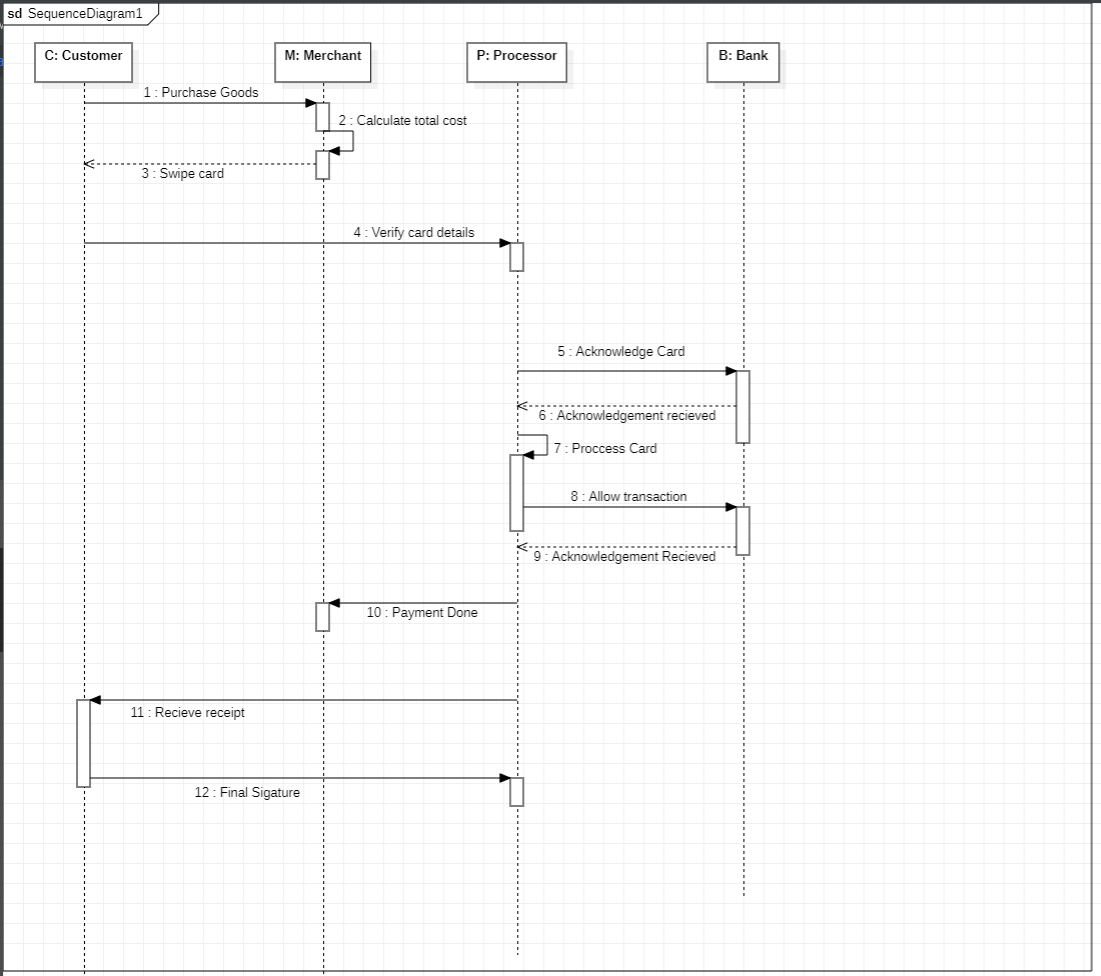 sd SequenceDiagram1
C: Customer
M: Merchant
P: Processor
B: Bank
1 : Purchase Goods
2 : Calculate total cost
3 : Swipe card
4 : Verify card details
5 : Acknowledge Card
6 : Acknowledgement recieved
7 : Proccess Card
8 : Allow transaction
9 : Acknowledgement Recieved
10 : Payment Done
11 : Recieve receipt
12 : Final Sigature